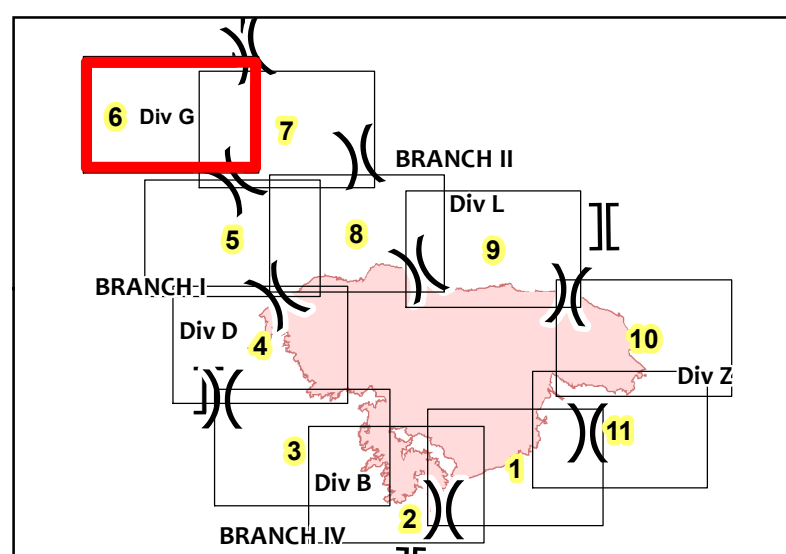 6 Div G
7
BRANCH II
Div L
5
8
9
BRANCH I
Div D
4
10
Div Z
3
11
1
Div B
2
BRANCH IV